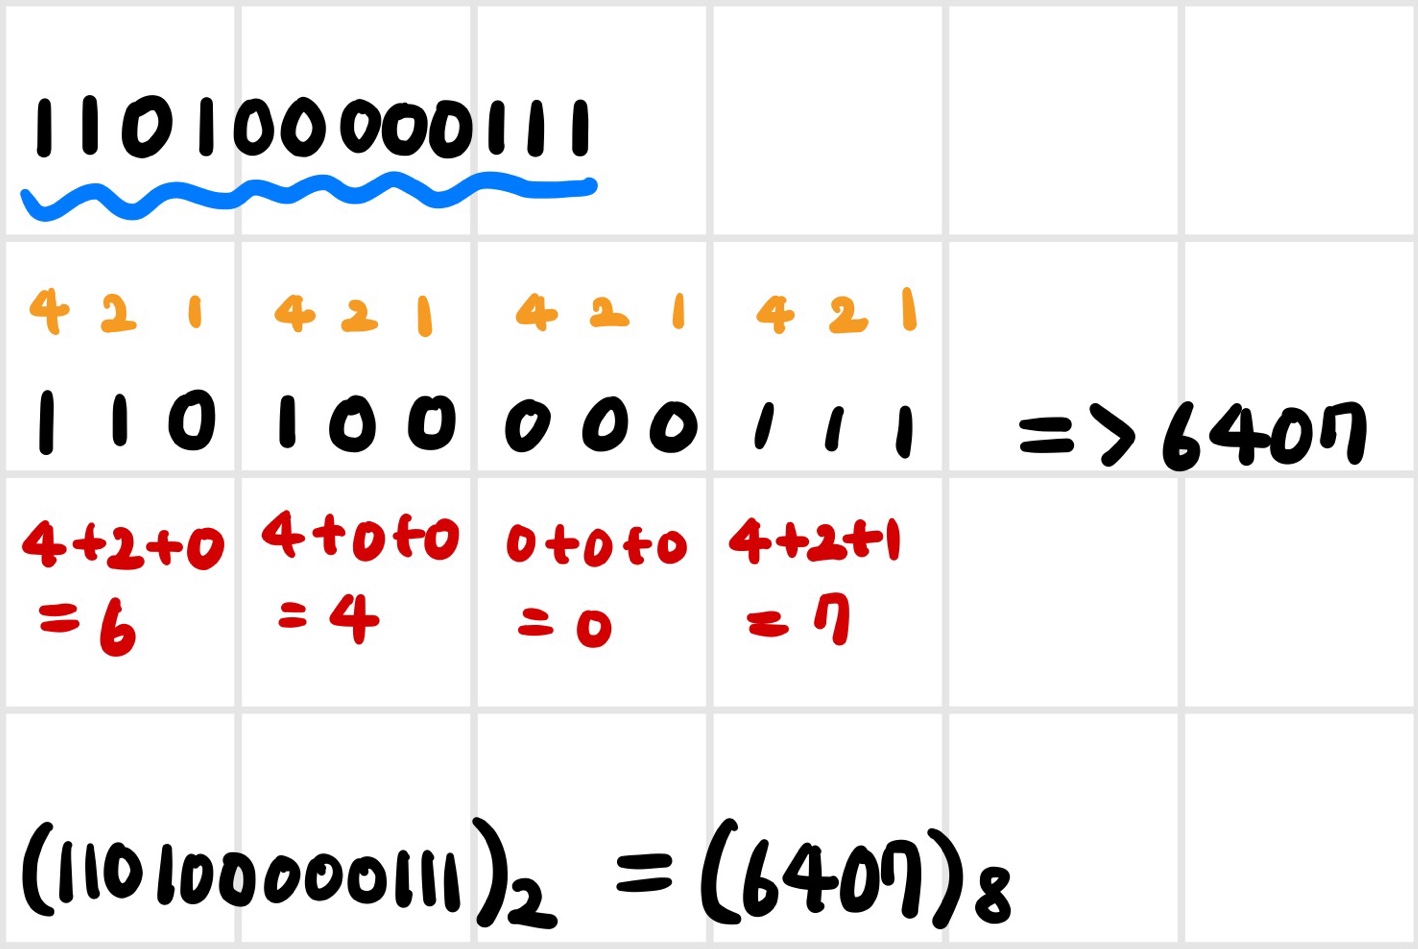 110100000111
4 2 1 4 2 1 4 2 1 4 2 1
1 1 0 1 0 0 0 0 0 1 1 1 => 6407
4+2+0 4+0+0 0+0+0 4+2+1
= 6 = 4 = 0 = 7
(110100000111)₂ = (6407)₈